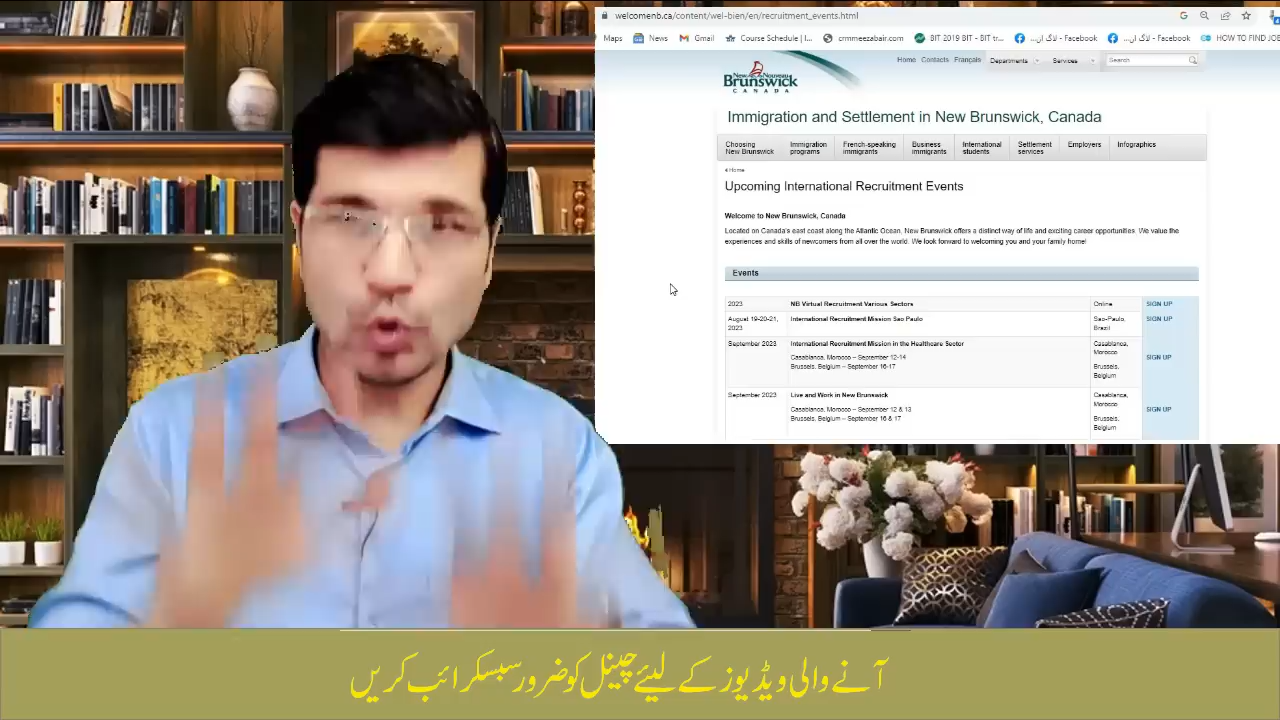 welcomenb.ca/content/wel-bien/en/recruitment_events.html
Maps News Gmail Course Schedule | I... crmmeezabair.com BIT 2019 BIT - BIT tr... لاگ ان... - Facebook لاگ ان... - Facebook HOW TO FIND JOB
Home Contacts Français Departments Services Search
New Nouveau
Brunswick
CANADA
Immigration and Settlement in New Brunswick, Canada
Choosing New Brunswick
Immigration programs
French-speaking immigrants
Business immigrants
International students
Settlement services
Employers
Infographics
Home
Upcoming International Recruitment Events
Welcome to New Brunswick, Canada
Located on Canada's east coast along the Atlantic Ocean, New Brunswick offers a distinct way of life and exciting career opportunities. We value the
experiences and skills of newcomers from all over the world. We look forward to welcoming you and your family home!
Events
2023 NB Virtual Recruitment Various Sectors Online SIGN UP
August 19-20-21, 2023 International Recruitment Mission Sao Puulo Sao-Paulo, Brazil SIGN UP
September 2023 International Recruitment Mission in the Healthcare Sector Casablanca, Morocco
Casablanca, Morocco – September 12-14 SIGN UP
Brussels, Belgium – September 16-17 Brussels, Belgium
September 2023 Live and Work in New Brunswick Casablanca, Morocco
Casablanca, Morocco – September 12 & 13 SIGN UP
Brussels, Belgium – September 16 & 17 Brussels, Belgium
آنے والی ویڈیوز کے لیئے چینل کو ضرور سبسکرائب کریں